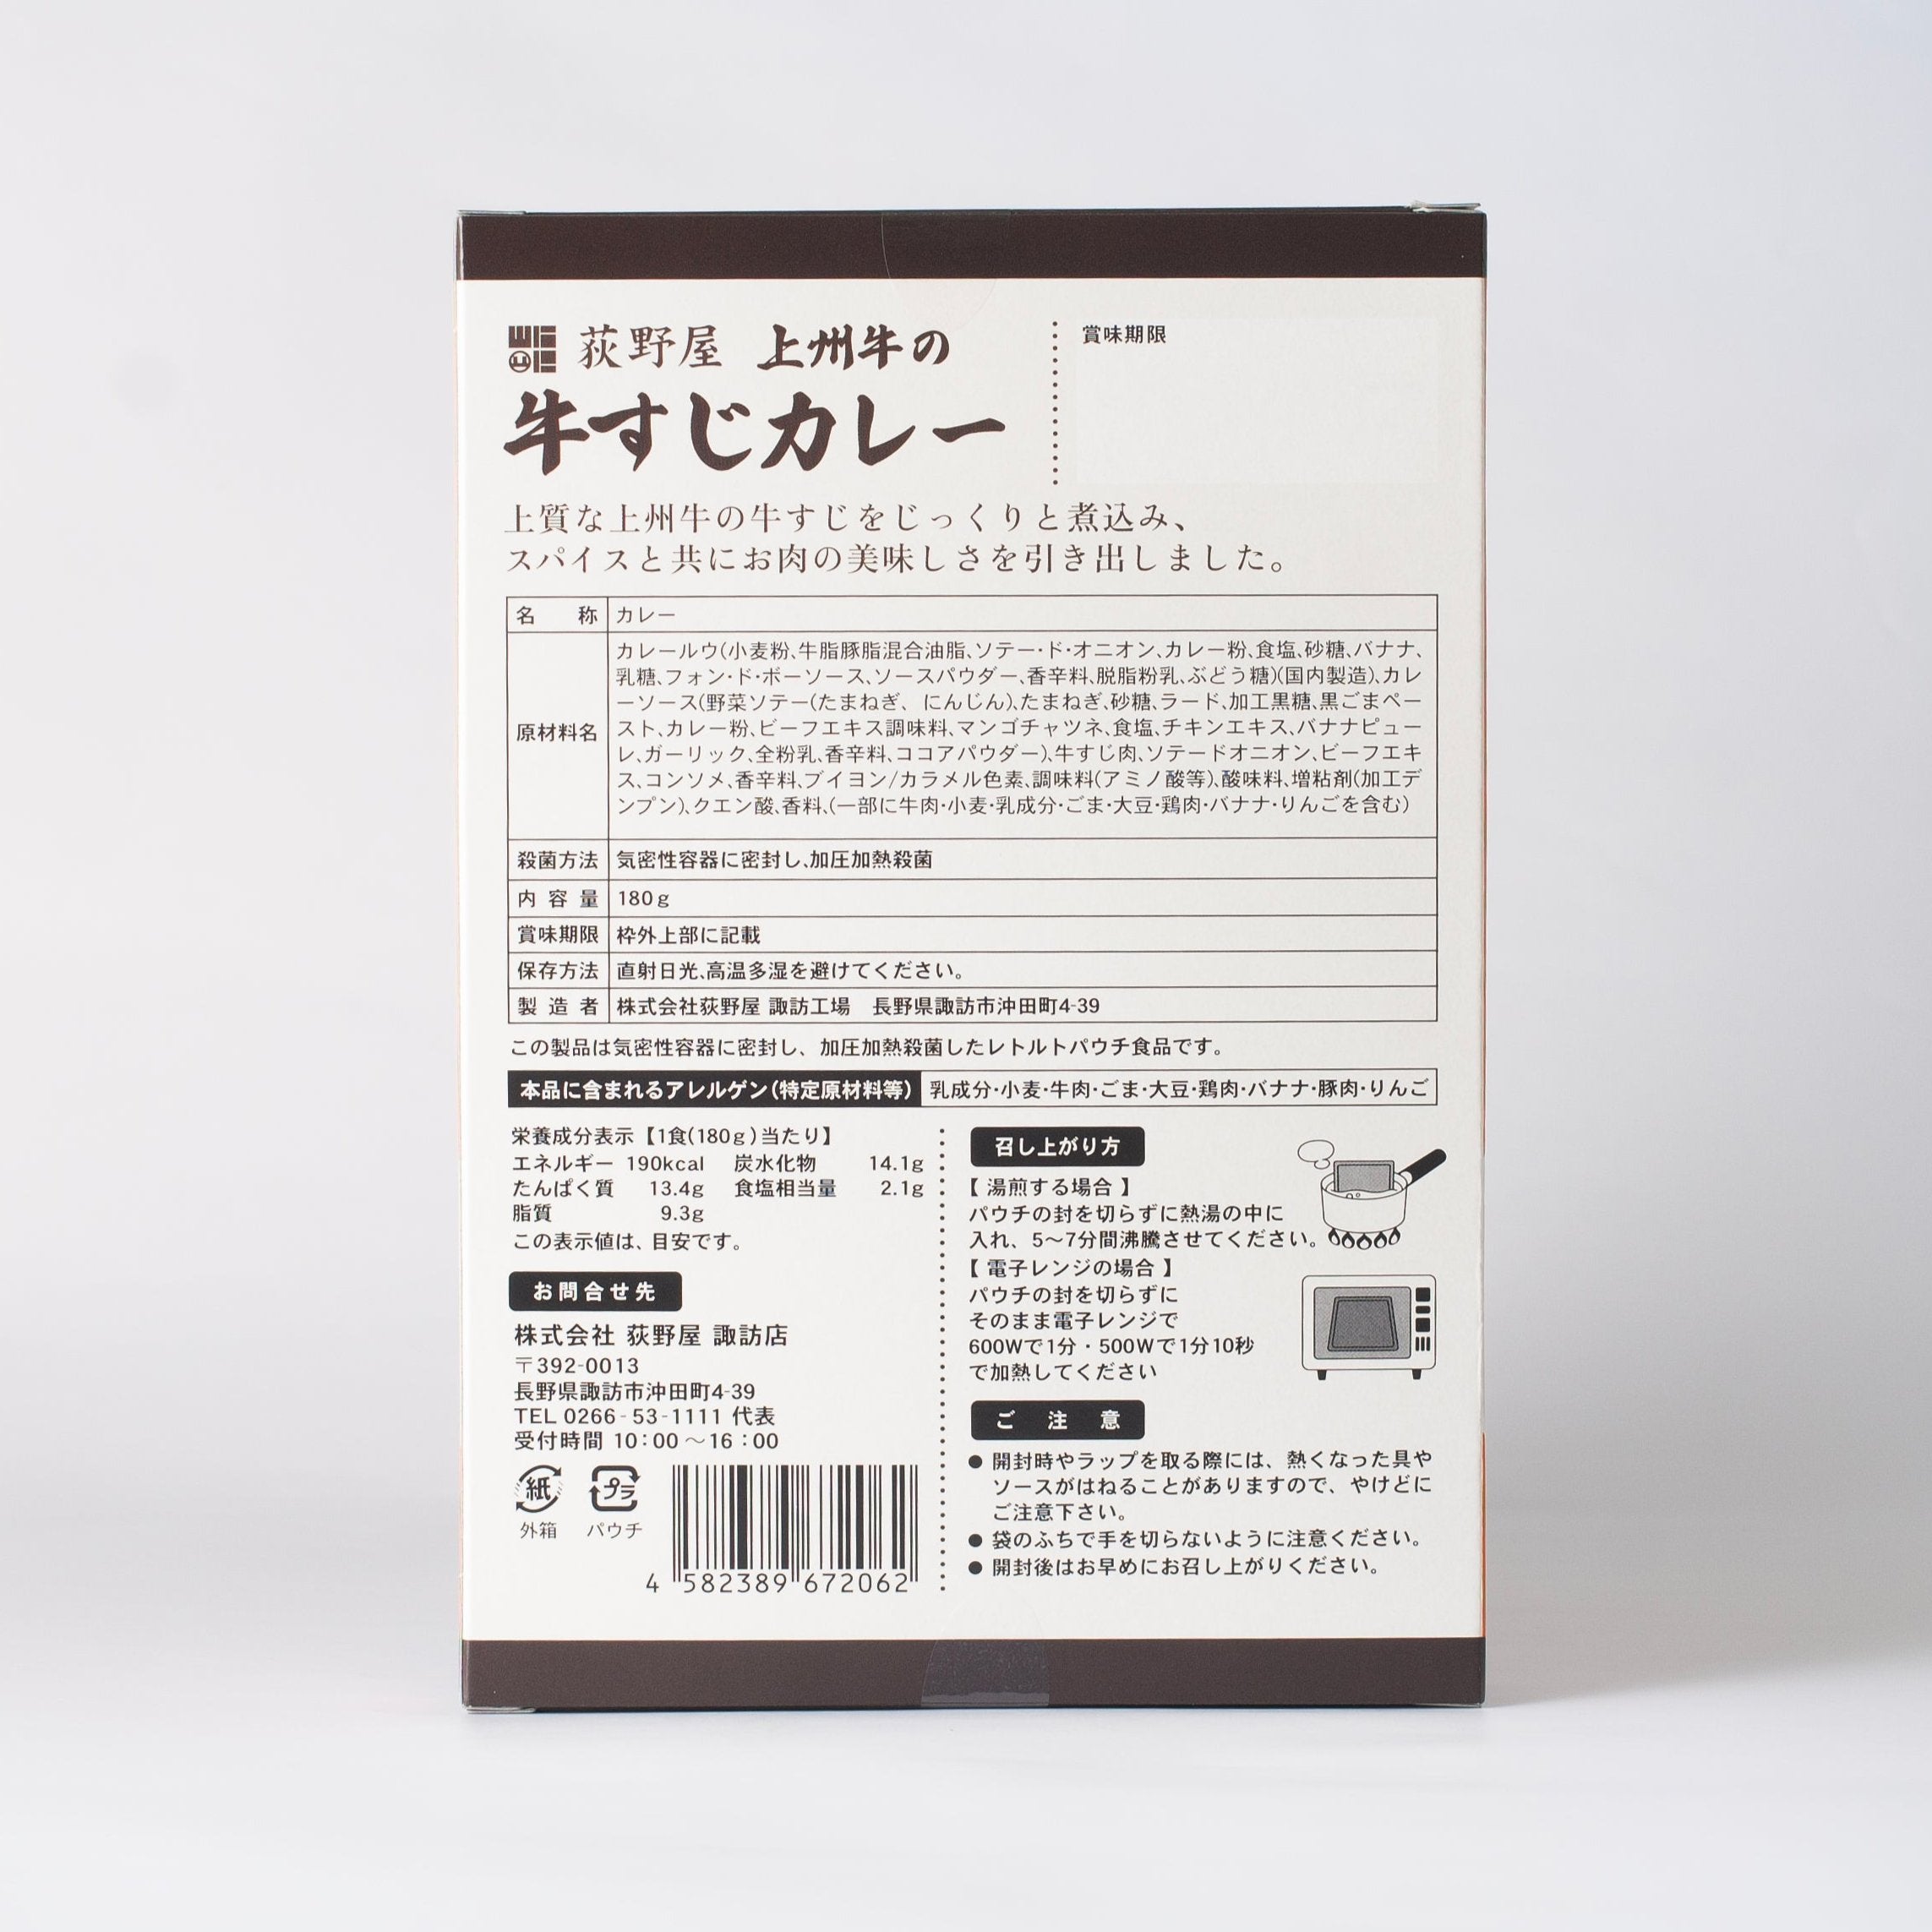 荻野屋 上州牛の
牛すじカレー
賞味期限
上質な上州牛の牛すじをじっくりと煮込み、
スパイスと共にお肉の美味しさを引き出しました。
名 称 カレー
原材料名
カレールウ(小麦粉、牛脂豚脂混合油脂、ソテー・ド・オニオン、カレー粉、食塩、砂糖、バナナ、
乳糖、フォン・ド・ボーソース、ソースパウダー、香辛料、脱脂粉乳、ぶどう糖)(国内製造)、カレ
ーソース(野菜ソテー(たまねぎ、にんじん)、たまねぎ、砂糖、ラード、加工黒糖、黒ごまペー
スト、カレー粉、ビーフエキス調味料、マンゴチャツネ、食塩、チキンエキス、バナナピュー
レ、ガーリック、全粉乳、香辛料、ココアパウダー)、牛すじ肉、ソテードオニオン、ビーフエキ
ス、コンソメ、香辛料、ブイヨン/カラメル色素、調味料(アミノ酸等)、酸味料、増粘剤(加工デ
ンプン)、クエン酸、香料、(一部に牛肉・小麦・乳成分・ごま・大豆・鶏肉・バナナ・りんごを含む)
殺菌方法 気密性容器に密封し、加圧加熱殺菌
内 容 量 180g
賞味期限 枠外上部に記載
保存方法 直射日光、高温多湿を避けてください。
製 造 者 株式会社荻野屋 諏訪工場 長野県諏訪市沖田町4-39
この製品は気密性容器に密封し、加圧加熱殺菌したレトルトパウチ食品です。
本品に含まれるアレルゲン(特定原材料等) 乳成分・小麦・牛肉・ごま・大豆・鶏肉・バナナ・豚肉・りんご
栄養成分表示【1食(180g)当たり】
エネルギー 190kcal 炭水化物 14.1g
たんぱく質 13.4g 食塩相当量 2.1g
脂質 9.3g
この表示値は、目安です。
お問合せ先
株式会社 荻野屋 諏訪店
〒392-0013
長野県諏訪市沖田町4-39
TEL 0266-53-1111 代表
受付時間 10:00~16:00
紙 プラ
外箱 パウチ
4 582389 672062
召し上がり方
【 湯煎する場合 】
パウチの封を切らずに熱湯の中に
入れ、5~7分間沸騰させてください。
【 電子レンジの場合 】
パウチの封を切らずに
そのまま電子レンジで
600Wで1分・500Wで1分10秒
で加熱してください
ご 注 意
● 開封時やラップを取る際には、熱くなった具や
ソースがはねることがありますので、やけどに
ご注意下さい。
● 袋のふちで手を切らないように注意ください。
● 開封後はお早めにお召し上がりください。